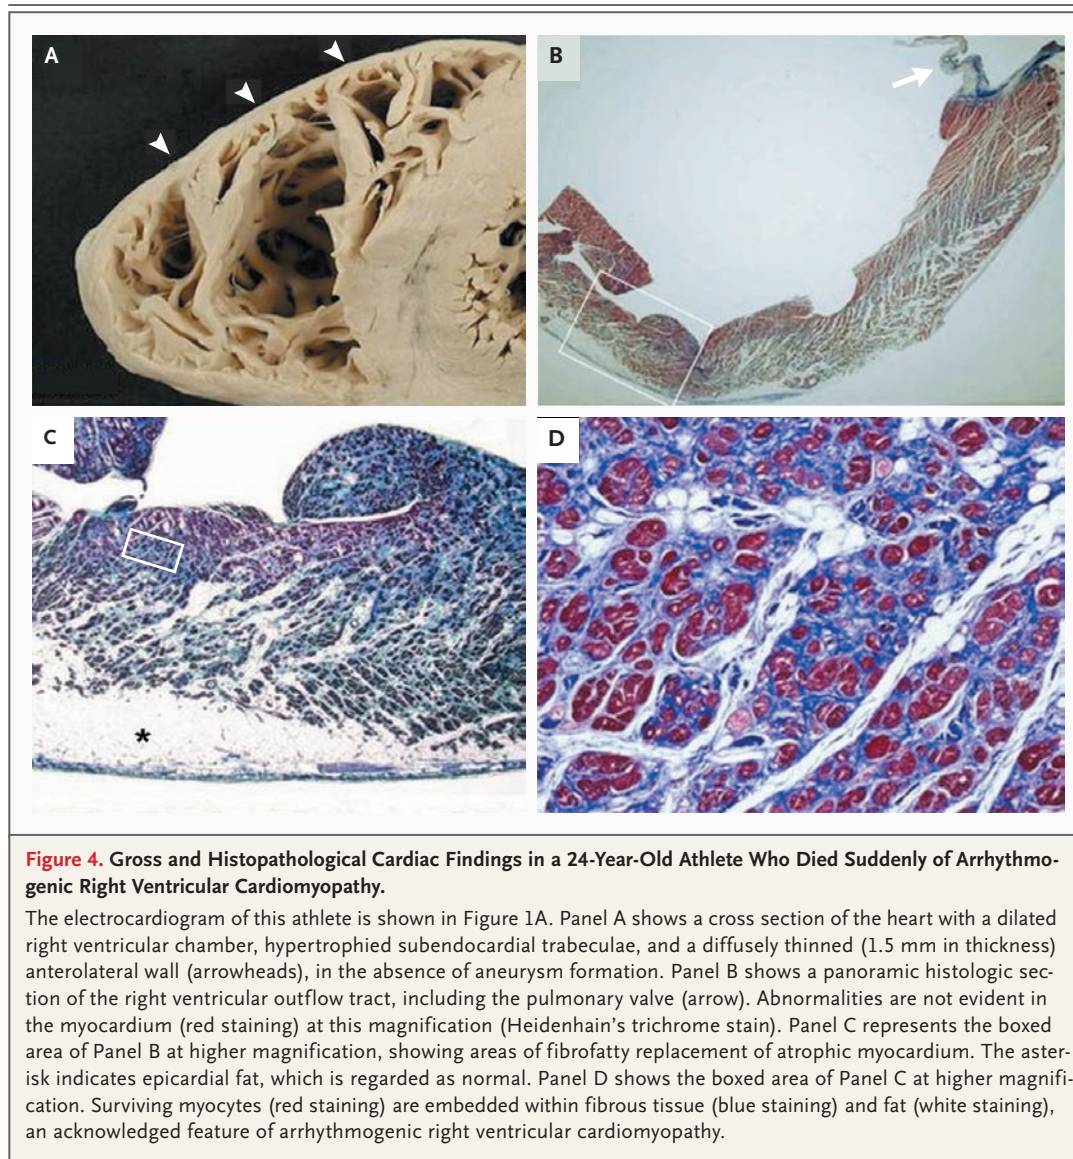 A
B
C
D
*
Figure 4. Gross and Histopathological Cardiac Findings in a 24-Year-Old Athlete Who Died Suddenly of Arrhythmo-
genic Right Ventricular Cardiomyopathy.
The electrocardiogram of this athlete is shown in Figure 1A. Panel A shows a cross section of the heart with a dilated
right ventricular chamber, hypertrophied subendocardial trabeculae, and a diffusely thinned (1.5 mm in thickness)
anterolateral wall (arrowheads), in the absence of aneurysm formation. Panel B shows a panoramic histologic sec-
tion of the right ventricular outflow tract, including the pulmonary valve (arrow). Abnormalities are not evident in
the myocardium (red staining) at this magnification (Heidenhain's trichrome stain). Panel C represents the boxed
area of Panel B at higher magnification, showing areas of fibrofatty replacement of atrophic myocardium. The aster-
isk indicates epicardial fat, which is regarded as normal. Panel D shows the boxed area of Panel C at higher magnifi-
cation. Surviving myocytes (red staining) are embedded within fibrous tissue (blue staining) and fat (white staining),
an acknowledged feature of arrhythmogenic right ventricular cardiomyopathy.